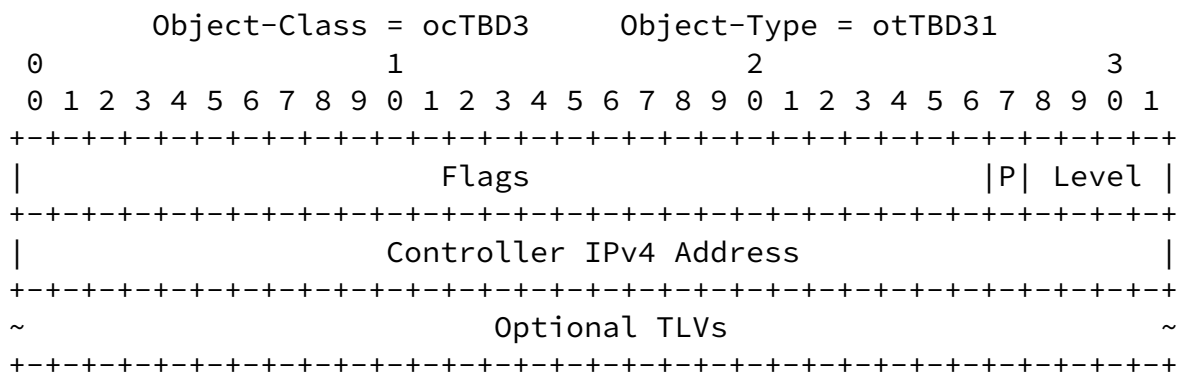 Object-Class = ocTBD3     Object-Type = otTBD31
 0                   1                   2                   3
 0 1 2 3 4 5 6 7 8 9 0 1 2 3 4 5 6 7 8 9 0 1 2 3 4 5 6 7 8 9 0 1
+-+-+-+-+-+-+-+-+-+-+-+-+-+-+-+-+-+-+-+-+-+-+-+-+-+-+-+-+-+-+-+-+
|                       Flags                         |P| Level |
+-+-+-+-+-+-+-+-+-+-+-+-+-+-+-+-+-+-+-+-+-+-+-+-+-+-+-+-+-+-+-+-+
|                    Controller IPv4 Address                    |
+-+-+-+-+-+-+-+-+-+-+-+-+-+-+-+-+-+-+-+-+-+-+-+-+-+-+-+-+-+-+-+-+
~                          Optional TLVs                        ~
+-+-+-+-+-+-+-+-+-+-+-+-+-+-+-+-+-+-+-+-+-+-+-+-+-+-+-+-+-+-+-+-+